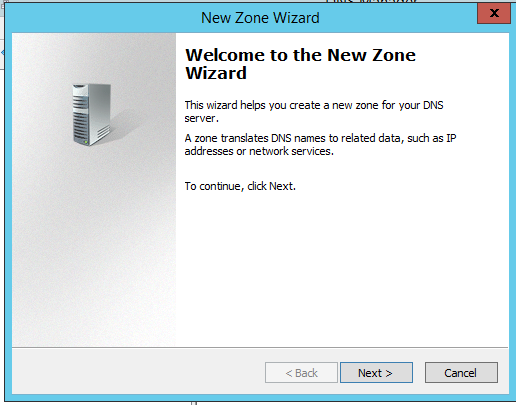 New Zone Wizard
Welcome to the New Zone
Wizard
This wizard helps you create a new zone for your DNS
server.
A zone translates DNS names to related data, such as IP
addresses or network services.
To continue, click Next.
< Back
Next >
Cancel